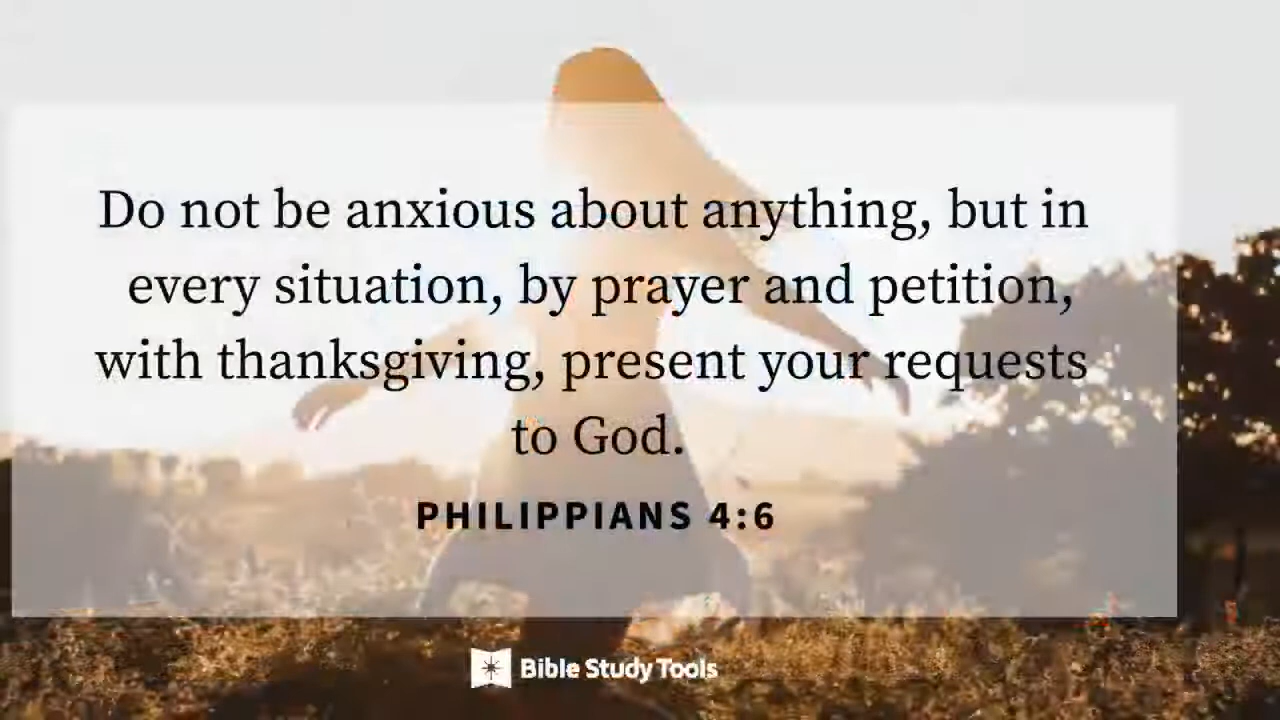 Do not be anxious about anything, but in
every situation, by prayer and petition,
with thanksgiving, present your requests
to God.
PHILIPPIANS 4:6
Bible Study Tools